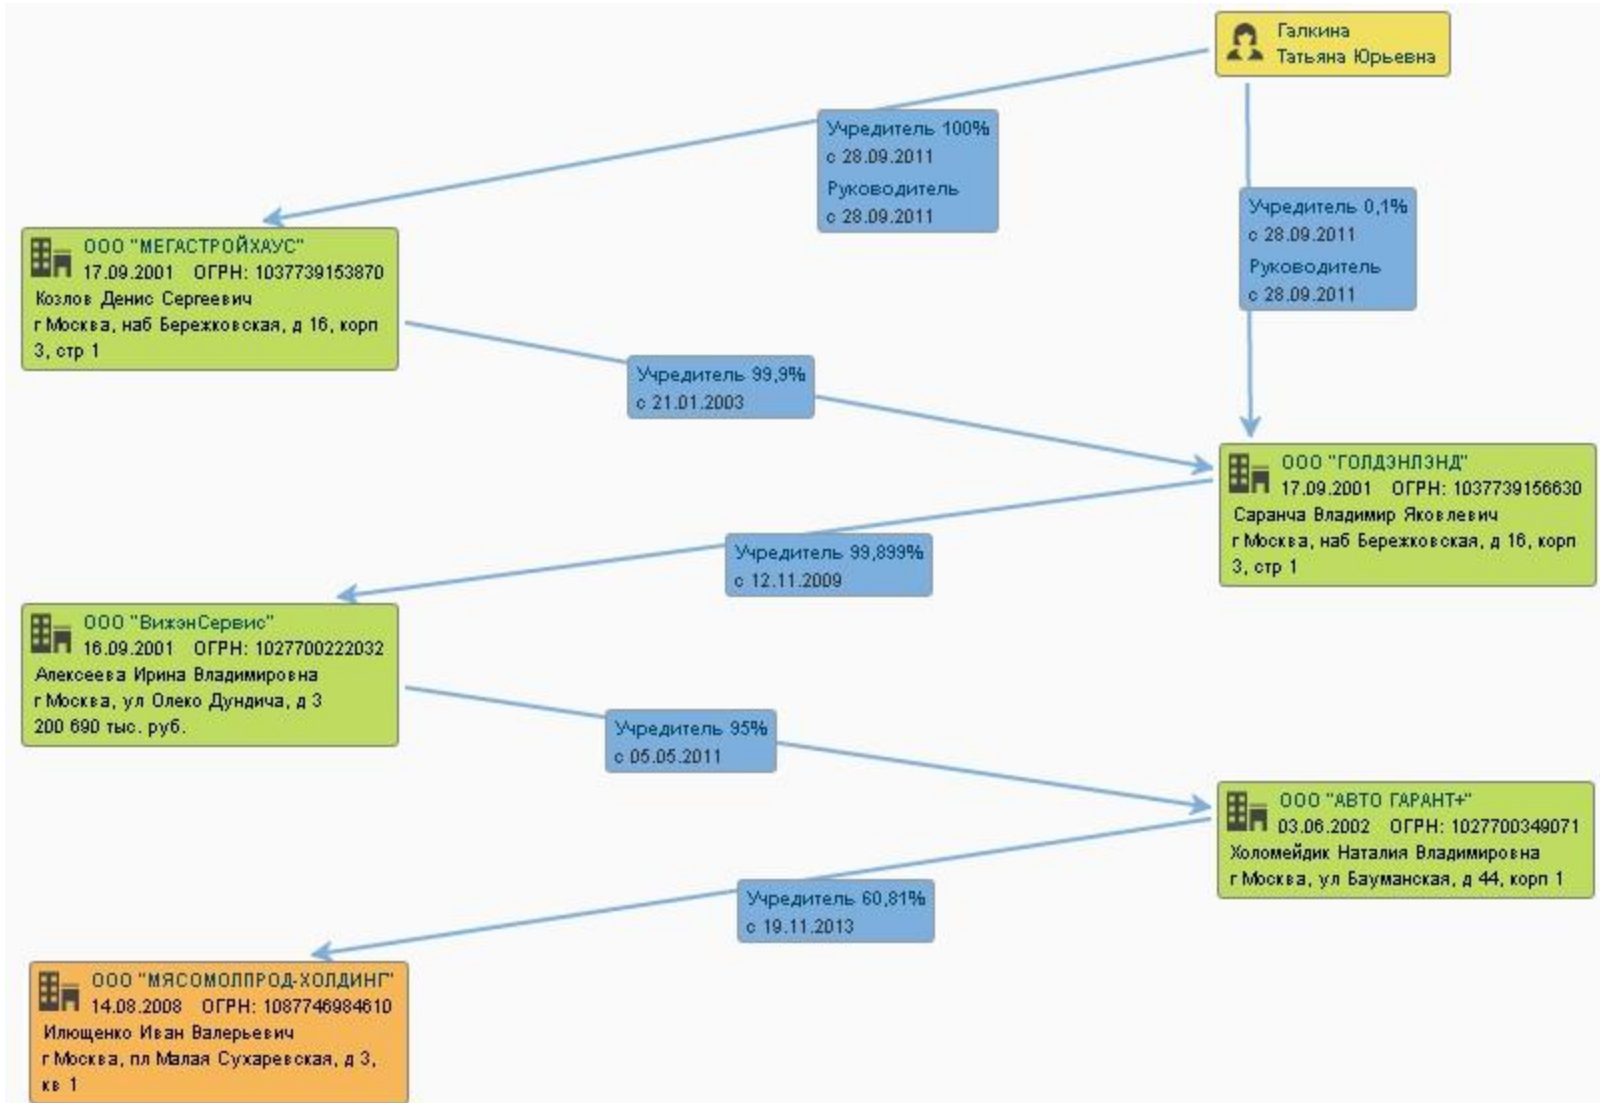 Галкина
Татьяна Юрьевна
Учредитель 100%
с 28.09.2011
Руководитель
с 28.09.2011
Учредитель 0,1%
с 28.09.2011
Руководитель
с 28.09.2011
ООО "МЕГАСТРОЙХАУС"
17.09.2001 ОГРН: 1037739153870
Козлов Денис Сергеевич
г Москва, наб Бережковская, д 16, корп
3, стр 1
Учредитель 99,9%
с 21.01.2003
ООО "ГОЛДЭНЛЭНД"
17.09.2001 ОГРН: 1037739156630
Саранча Владимир Яковлевич
г Москва, наб Бережковская, д 16, корп
3, стр 1
Учредитель 99,899%
с 12.11.2009
ООО "ВижэнСервис"
16.09.2001 ОГРН: 1027700222032
Алексеева Ирина Владимировна
г Москва, ул Олеко Дундича, д 3
200 690 тыс. руб.
Учредитель 95%
с 05.05.2011
ООО "АВТО ГАРАНТ+"
03.06.2002 ОГРН: 1027700349071
Холомейдик Наталия Владимировна
г Москва, ул Бауманская, д 44, корп 1
Учредитель 60,81%
с 19.11.2013
ООО "МЯСОМОЛПРОД-ХОЛДИНГ"
14.08.2008 ОГРН: 1087746984610
Илющенко Иван Валерьевич
г Москва, пл Малая Сухаревская, д 3,
кв 1